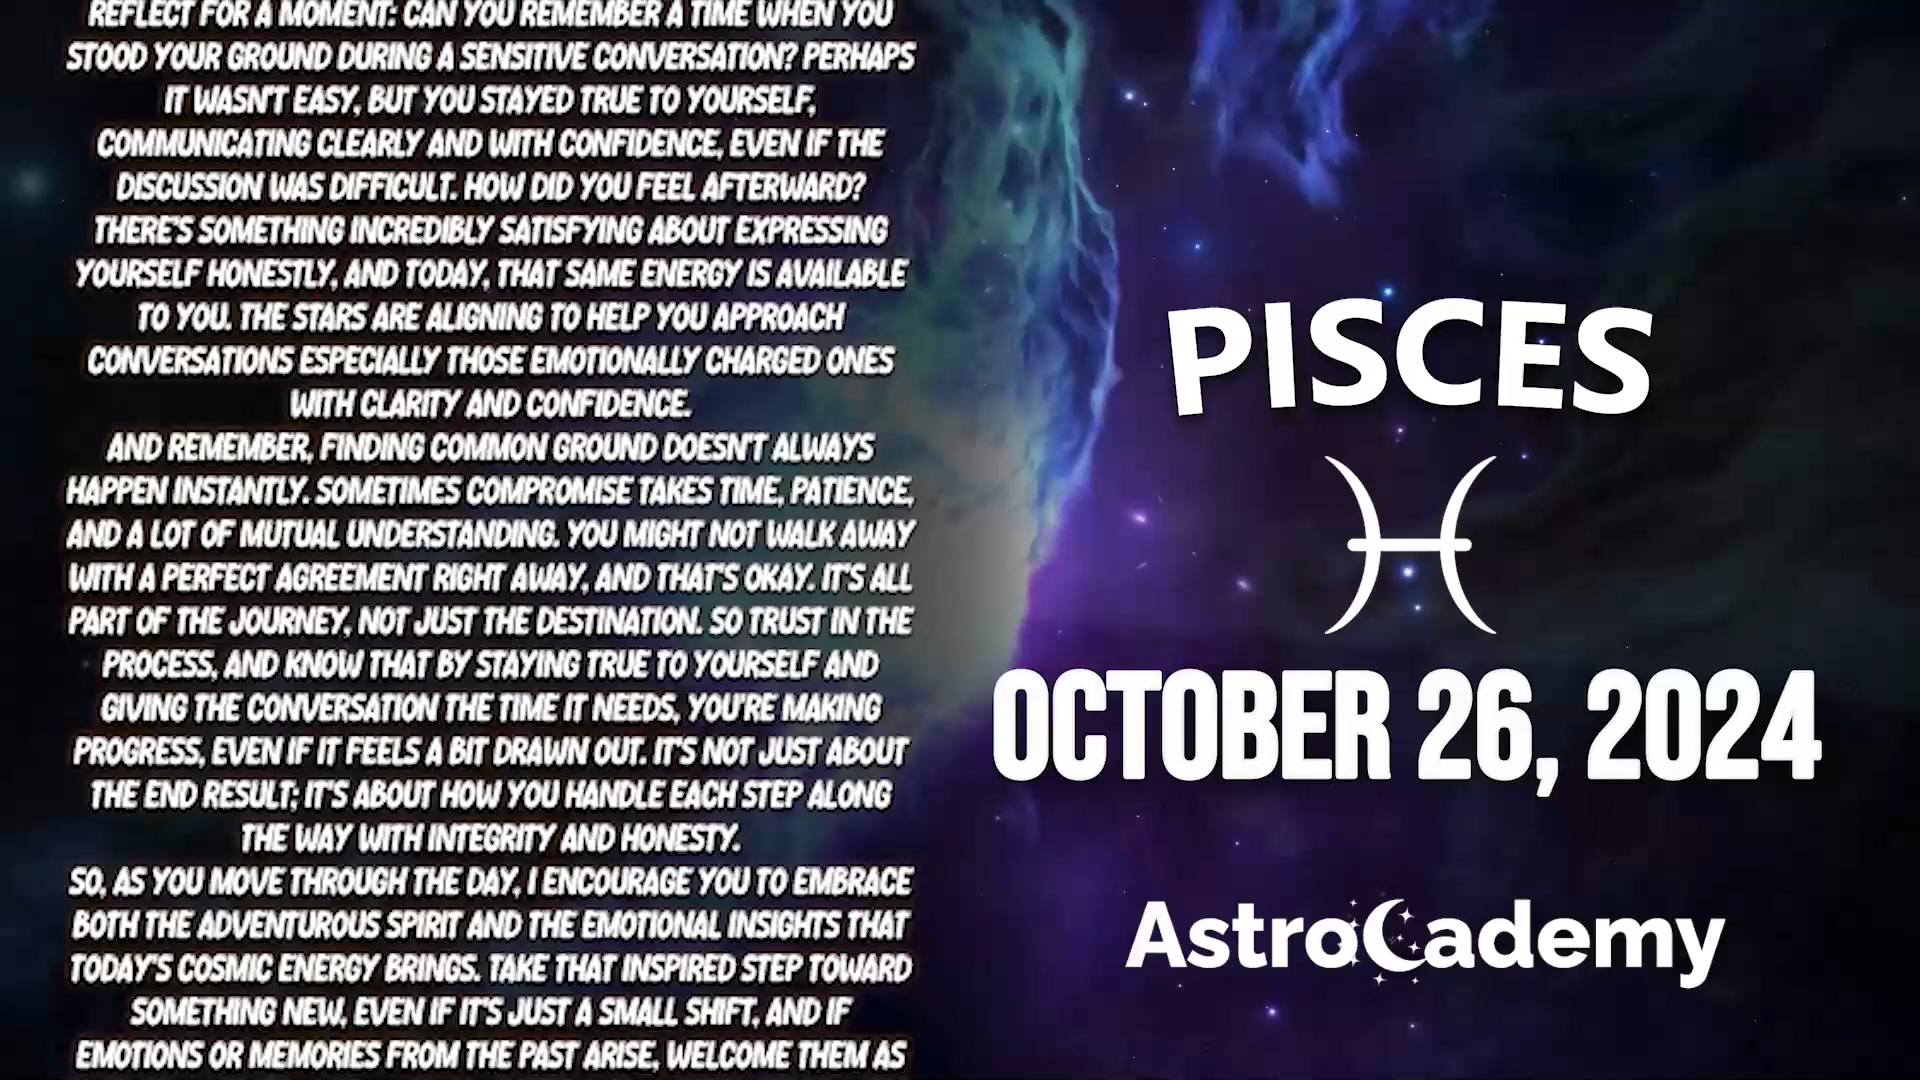 REFLECT FOR A MOMENT: CAN YOU REMEMBER A TIME WHEN YOU
STOOD YOUR GROUND DURING A SENSITIVE CONVERSATION? PERHAPS
IT WASN'T EASY, BUT YOU STAYED TRUE TO YOURSELF,
COMMUNICATING CLEARLY AND WITH CONFIDENCE, EVEN IF THE
DISCUSSION WAS DIFFICULT. HOW DID YOU FEEL AFTERWARD?
THERE'S SOMETHING INCREDIBLY SATISFYING ABOUT EXPRESSING
YOURSELF HONESTLY, AND TODAY, THAT SAME ENERGY IS AVAILABLE
TO YOU. THE STARS ARE ALIGNING TO HELP YOU APPROACH
CONVERSATIONS ESPECIALLY THOSE EMOTIONALLY CHARGED ONES
WITH CLARITY AND CONFIDENCE.
AND REMEMBER, FINDING COMMON GROUND DOESN'T ALWAYS
HAPPEN INSTANTLY. SOMETIMES COMPROMISE TAKES TIME, PATIENCE,
AND A LOT OF MUTUAL UNDERSTANDING. YOU MIGHT NOT WALK AWAY
WITH A PERFECT AGREEMENT RIGHT AWAY, AND THAT'S OKAY. IT'S ALL
PART OF THE JOURNEY, NOT JUST THE DESTINATION. SO TRUST IN THE
PROCESS, AND KNOW THAT BY STAYING TRUE TO YOURSELF AND
GIVING THE CONVERSATION THE TIME IT NEEDS, YOU'RE MAKING
PROGRESS, EVEN IF IT FEELS A BIT DRAWN OUT. IT'S NOT JUST ABOUT
THE END RESULT; IT'S ABOUT HOW YOU HANDLE EACH STEP ALONG
THE WAY WITH INTEGRITY AND HONESTY.
SO, AS YOU MOVE THROUGH THE DAY, I ENCOURAGE YOU TO EMBRACE
BOTH THE ADVENTUROUS SPIRIT AND THE EMOTIONAL INSIGHTS THAT
TODAY'S COSMIC ENERGY BRINGS. TAKE THAT INSPIRED STEP TOWARD
SOMETHING NEW, EVEN IF IT'S JUST A SMALL SHIFT, AND IF
EMOTIONS OR MEMORIES FROM THE PAST ARISE, WELCOME THEM AS
PISCES
OCTOBER 26, 2024
AstroCademy